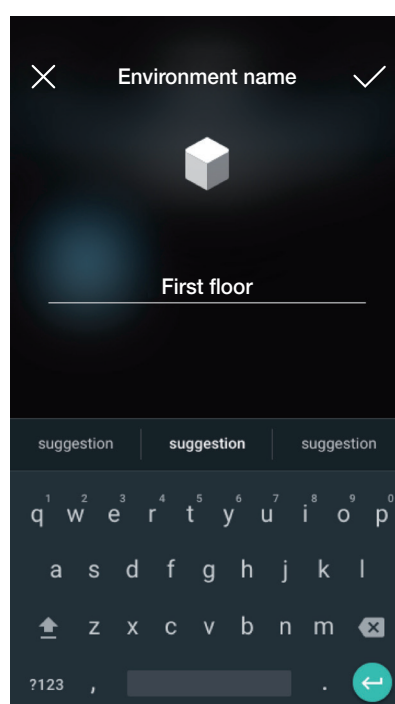 Environment name
First floor
suggestion suggestion suggestion
1 2 3 4 5 6 7 8 9 0
q w e r t y u i o p
a s d f g h j k l
z x c v b n m
?123 , .